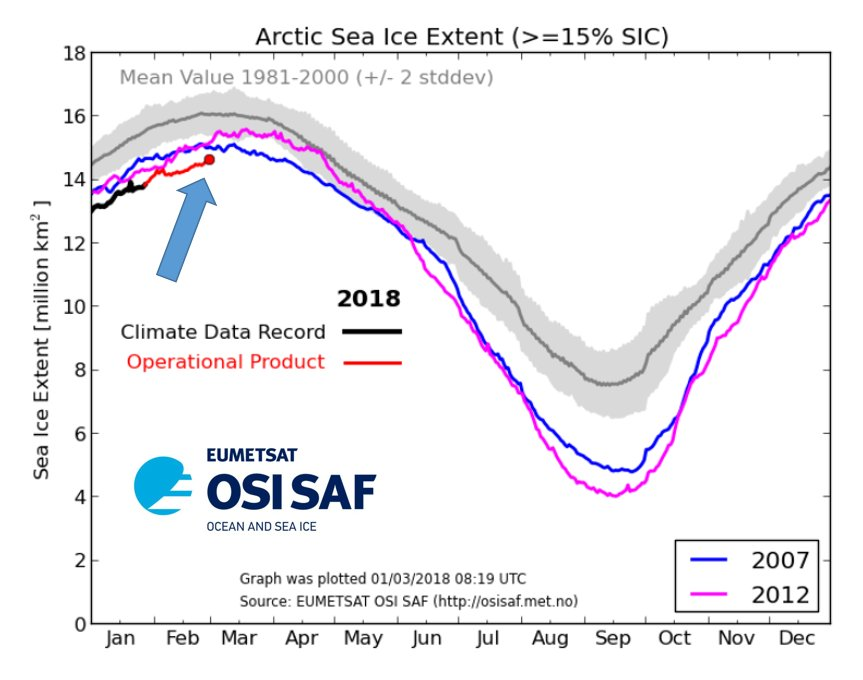 Arctic Sea Ice Extent (>=15% SIC)
Mean Value 1981-2000 (+/- 2 stddev)
Sea Ice Extent [million km² ]
18
16
14
12
10
8
6
4
2
0
2018
Climate Data Record
Operational Product
EUMETSAT
OSI SAF
OCEAN AND SEA ICE
Graph was plotted 01/03/2018 08:19 UTC
Source: EUMETSAT OSI SAF (http://osisaf.met.no)
2007
2012
Jan Feb Mar Apr May Jun Jul Aug Sep Oct Nov Dec